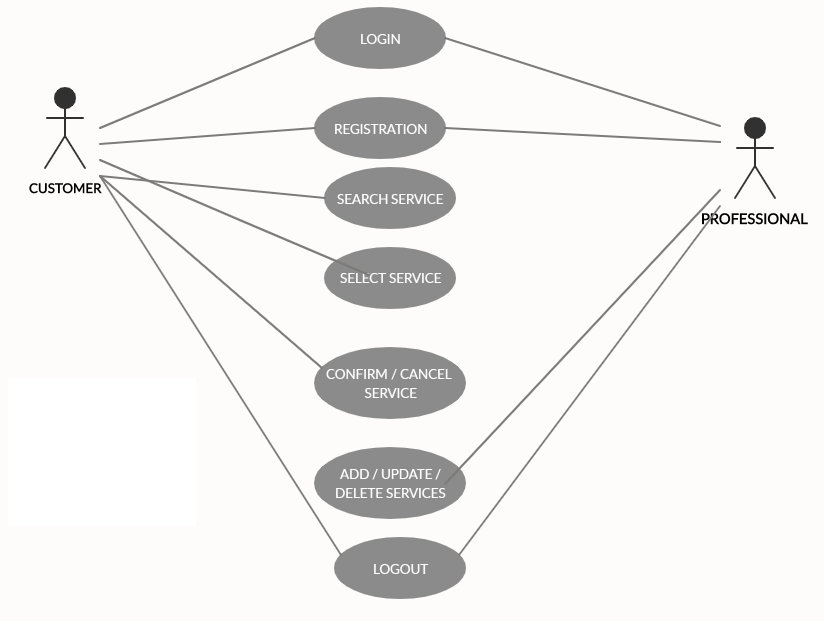 LOGIN
REGISTRATION
SEARCH SERVICE
CUSTOMER
PROFESSIONAL
SELECT SERVICE
CONFIRM / CANCEL
SERVICE
ADD / UPDATE /
DELETE SERVICES
LOGOUT